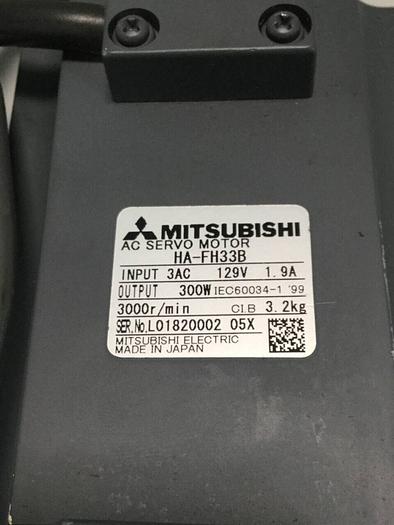 MITSUBISHI
AC SERVO MOTOR
HA-FH33B
INPUT 3AC 129V 1.9A
OUTPUT 300W IEC60034-1 '99
3000r/min CI.B 3.2kg
SER.No.L01820002 05X
MITSUBISHI ELECTRIC
MADE IN JAPAN